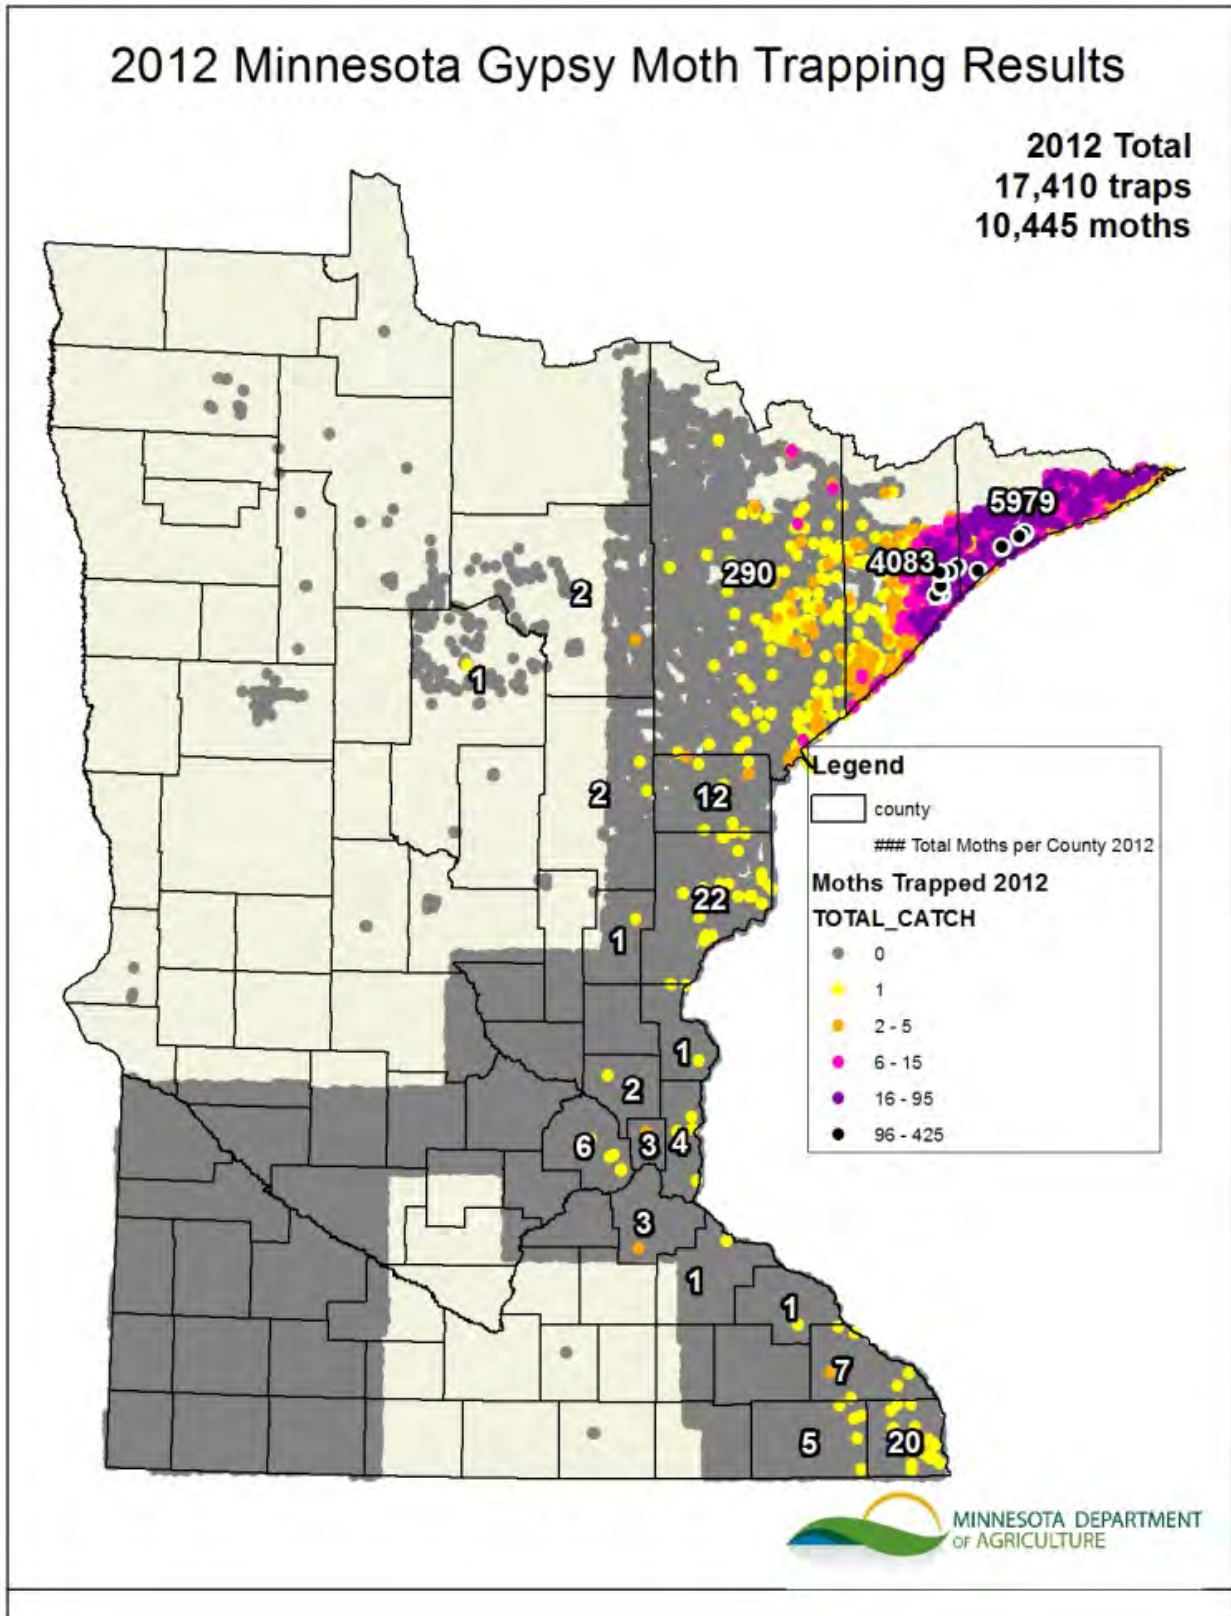 2012 Minnesota Gypsy Moth Trapping Results
2012 Total
17,410 traps
10,445 moths
5979
4083
290
2
1
2
12
22
1
1
2
6
3
4
3
1
1
7
5
20
Legend
county
### Total Moths per County 2012
Moths Trapped 2012
TOTAL_CATCH
0
1
2 - 5
6 - 15
16 - 95
96 - 425
MINNESOTA DEPARTMENT
OF AGRICULTURE